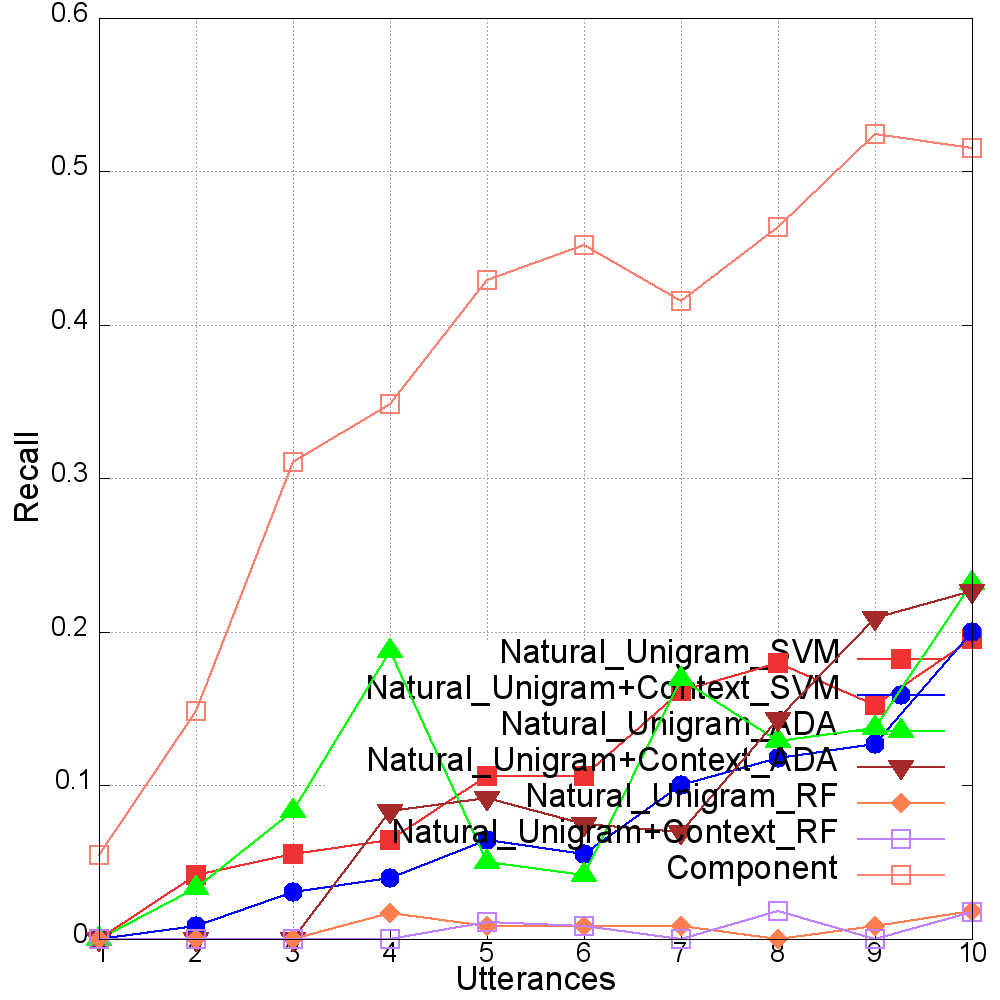 0.6
0.5
0.4
0.3
0.2
0.1
0
Recall
Natural_Unigram_SVM
Natural_Unigram+Context_SVM
Natural_Unigram_ADA
Natural_Unigram+Context_ADA
Natural_Unigram_RF
Natural_Unigram+Context_RF
Component
1 2 3 4 5 6 7 8 9 10
Utterances